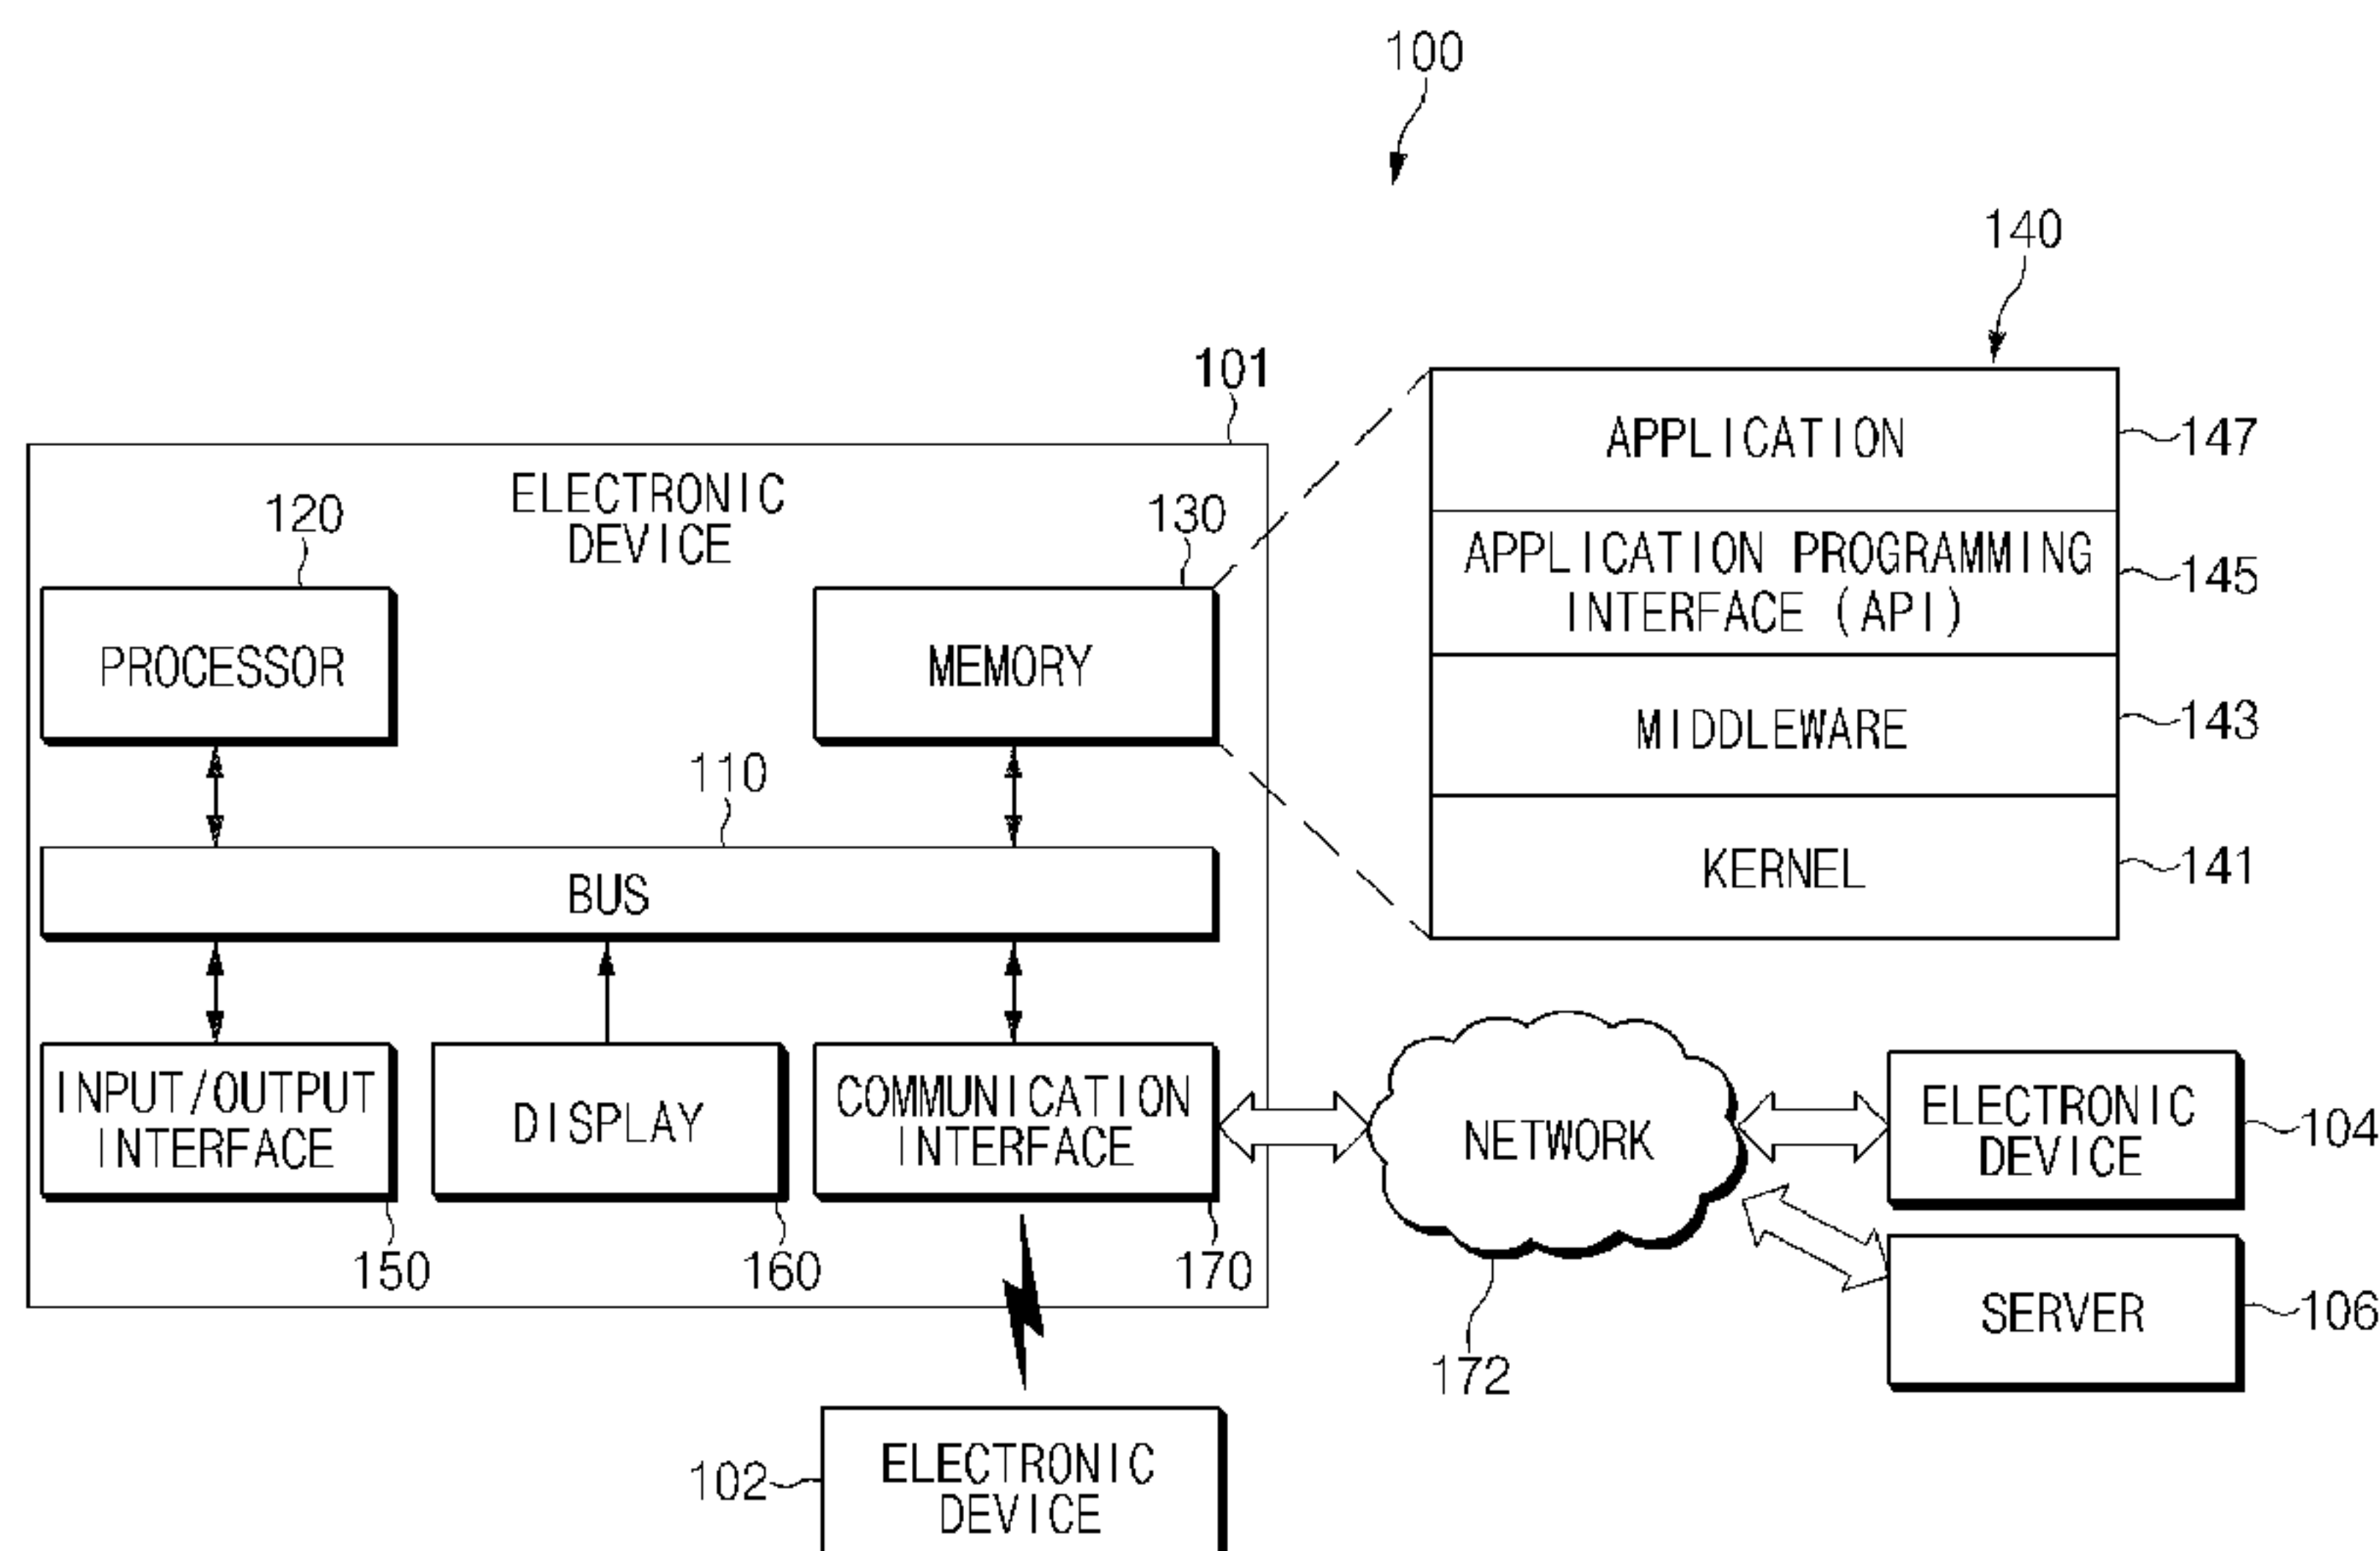 100
140
101
ELECTRONIC
DEVICE
120
130
PROCESSOR
MEMORY
110
BUS
INPUT/OUTPUT
INTERFACE
DISPLAY
COMMUNICATION
INTERFACE
150
160
170
APPLICATION
147
APPLICATION PROGRAMMING
INTERFACE (API)
145
MIDDLEWARE
143
KERNEL
141
NETWORK
172
ELECTRONIC
DEVICE
104
SERVER
106
102
ELECTRONIC
DEVICE